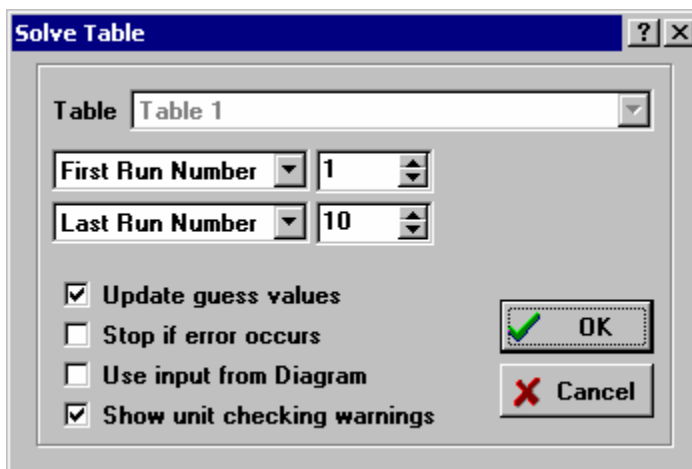 Solve Table
Table Table 1
First Run Number 1
Last Run Number 10
Update guess values
Stop if error occurs
Use input from Diagram
Show unit checking warnings
OK
Cancel